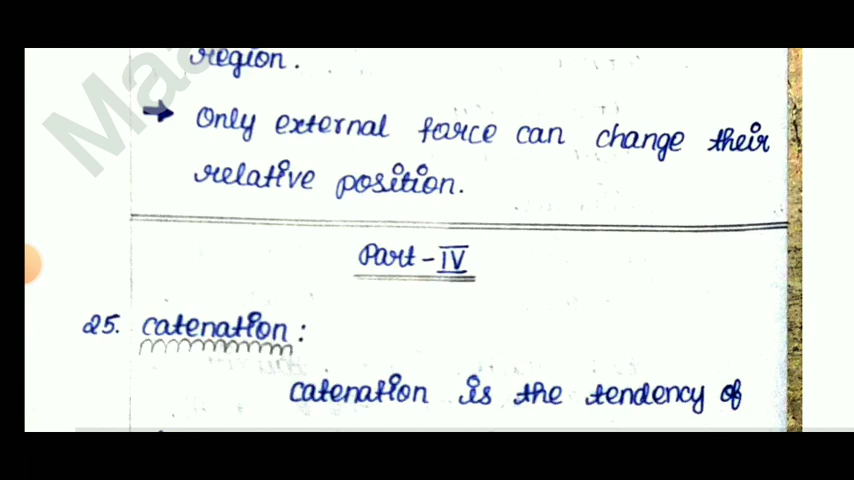 region.
→ Only external force can change their
relative position.
Part - IV
25. catenation :
catenation is the tendency of